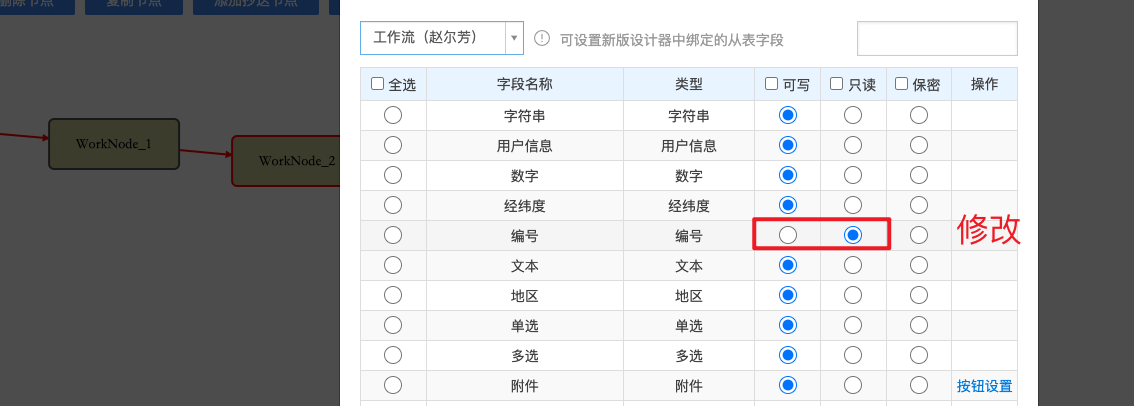 删除节点 复制节点 添加抄送节点
工作流（赵尔芳） 可设置新版设计器中绑定的从表字段
全选 字段名称 类型 可写 只读 保密 操作
字符串 字符串
用户信息 用户信息
数字 数字
经纬度 经纬度
编号 编号 修改
文本 文本
地区 地区
单选 单选
多选 多选
附件 附件 按钮设置
WorkNode_1
WorkNode_2